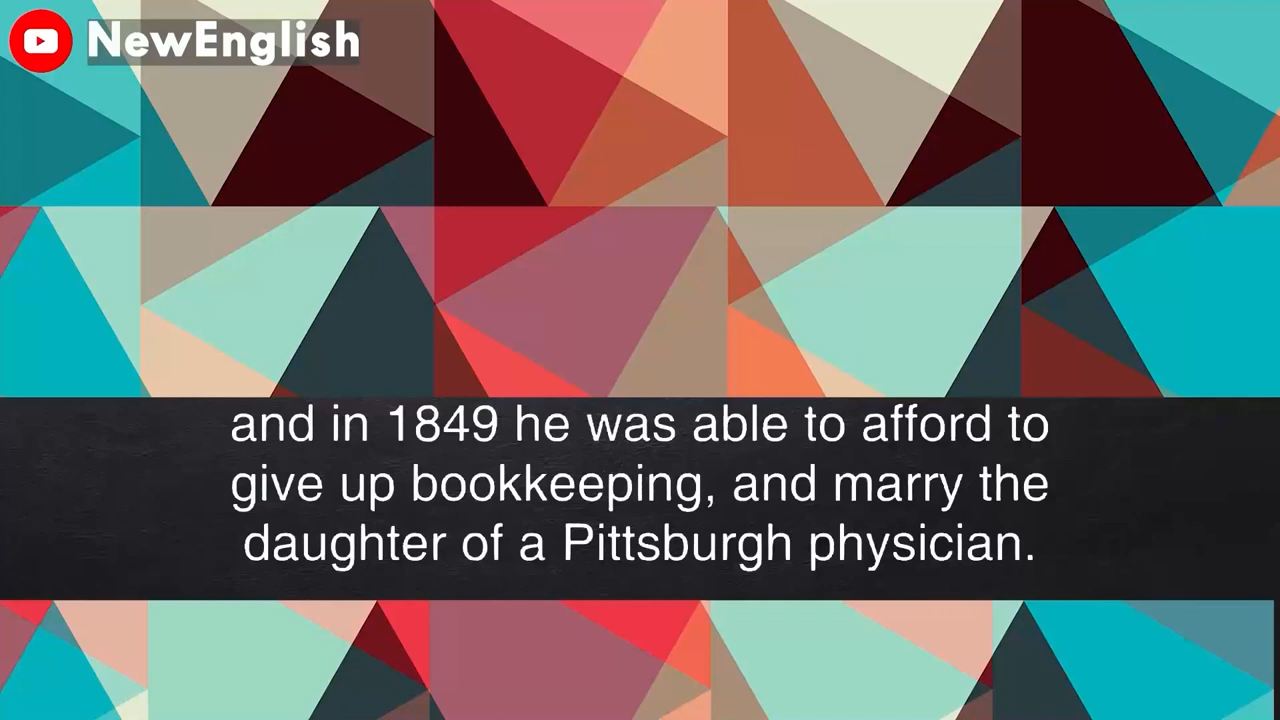 NewEnglish
and in 1849 he was able to afford to
give up bookkeeping, and marry the
daughter of a Pittsburgh physician.